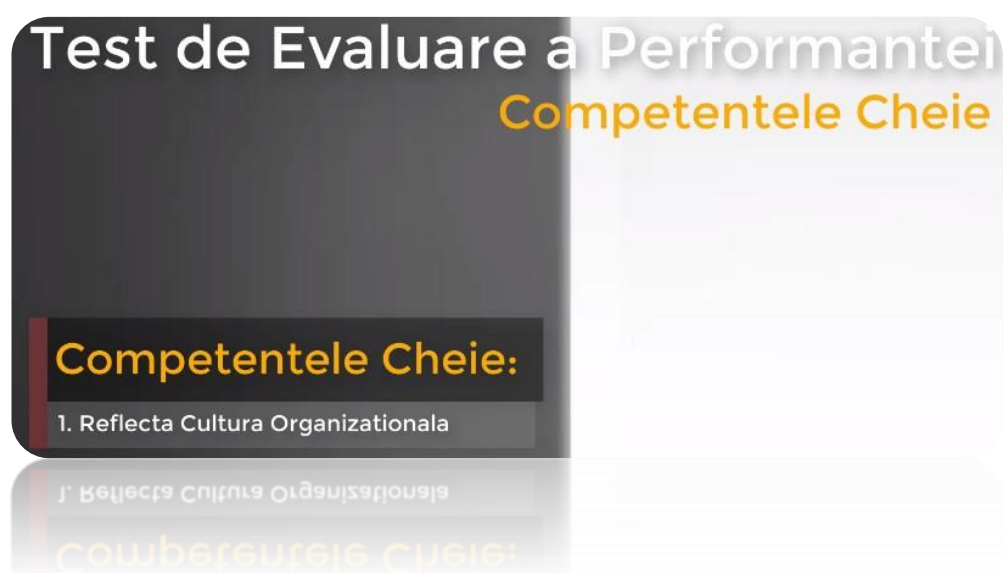 Test de Evaluare a Performantei
Competentele Cheie
Competentele Cheie:
1. Reflecta Cultura Organizationala